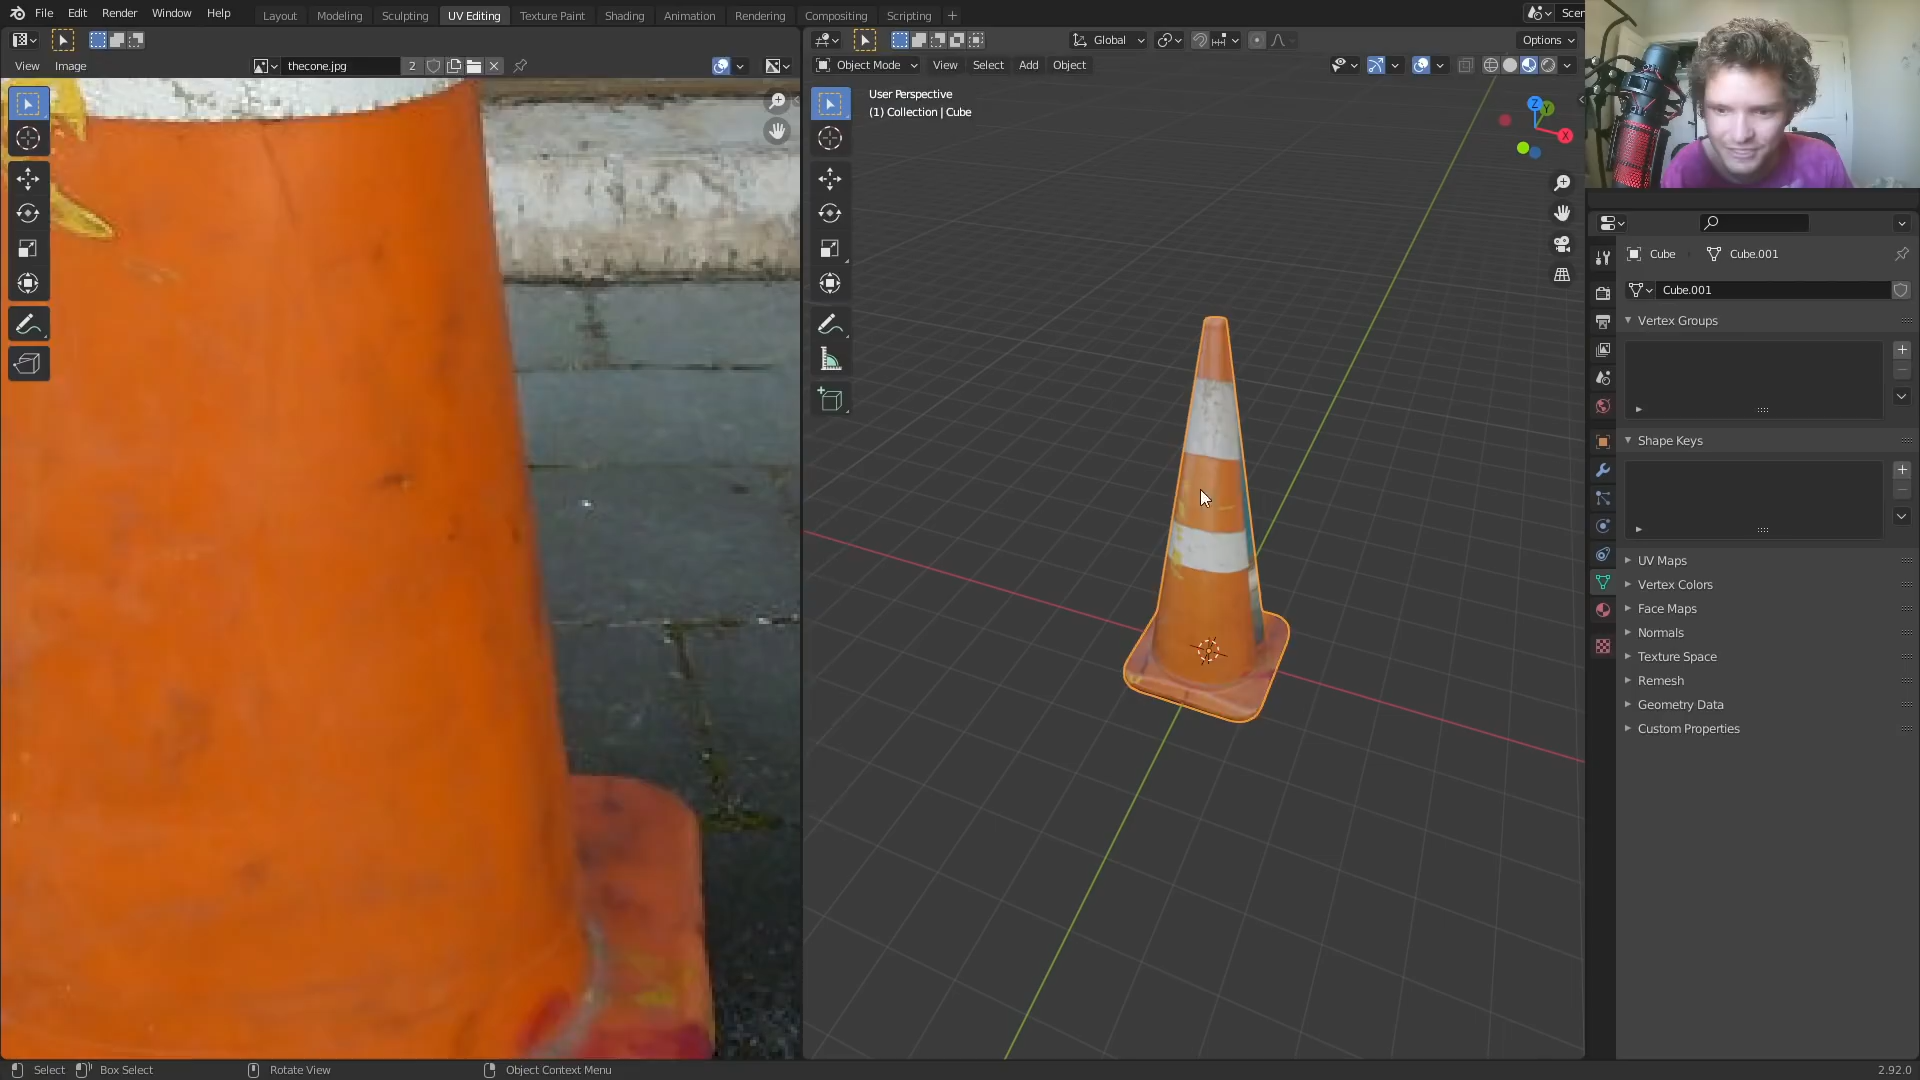 File Edit Render Window Help Layout Modeling Sculpting UV Editing Texture Paint Shading Animation Rendering Compositing Scripting + Scer
View Image thecone.jpg 2
Global Options
Object Mode View Select Add Object
User Perspective
(1) Collection | Cube
Z
Y
X
Cube Cube.001
Cube.001
Vertex Groups
Shape Keys
UV Maps
Vertex Colors
Face Maps
Normals
Texture Space
Remesh
Geometry Data
Custom Properties
Select Box Select Rotate View Object Context Menu 2.92.0